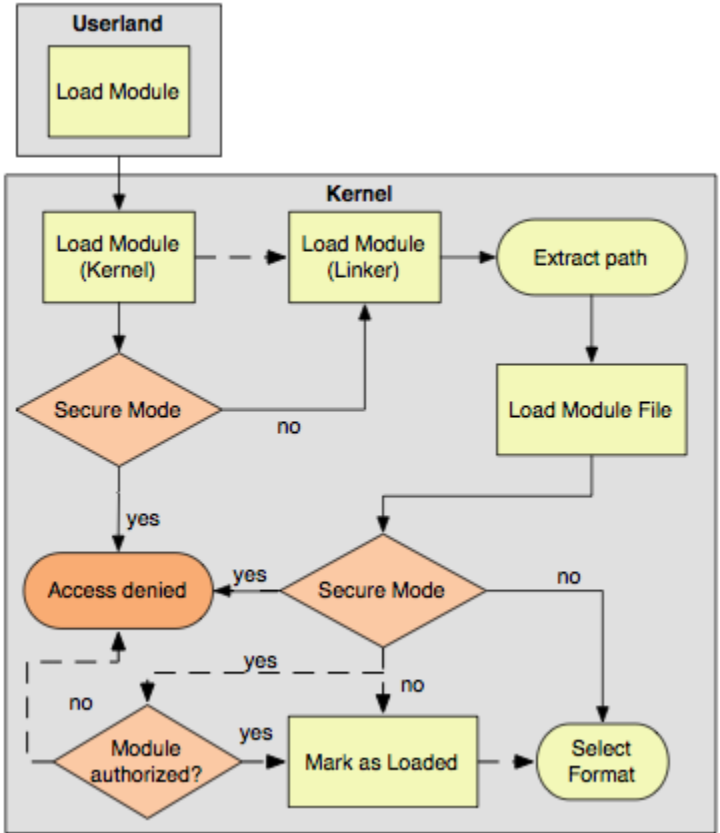 Userland
Load Module
Kernel
Load Module
(Kernel)
Load Module
(Linker)
Extract path
Secure Mode
no
Load Module File
yes
Access denied
yes
Secure Mode
no
yes
no
no
Module
authorized?
yes
Mark as Loaded
Select
Format